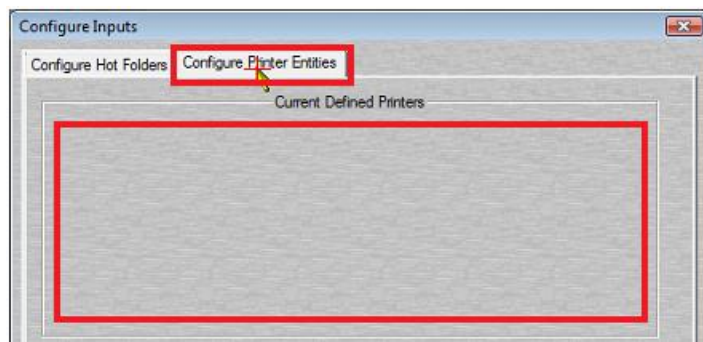 Configure Inputs
Configure Hot Folders Configure Printer Entities
Current Defined Printers